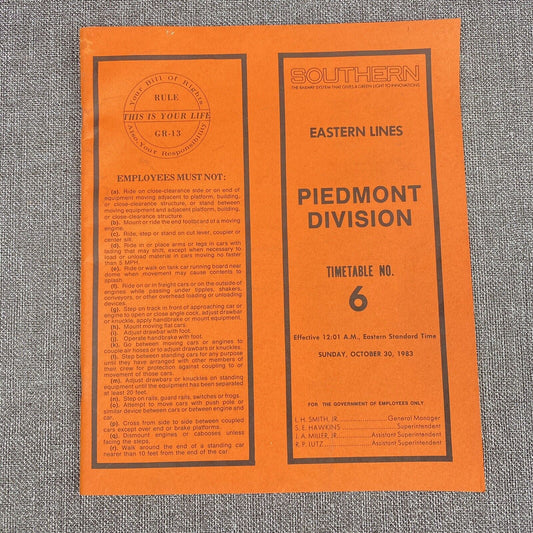 Your Bill Of Rights
RULE
THIS IS YOUR LIFE
GR-13
Also, Your Responsibility
EMPLOYEES MUST NOT:
(a). Ride on close-clearance side or on end of
equipment moving adjacent to platform, building,
or close-clearance structure, or stand between
moving equipment and adjacent platform, building,
or close-clearance structure.
(b). Mount or ride the end footboard of a moving
engine.
(c). Ride, step or stand on cut lever, coupler or
center sill.
(d). Ride in or place arms or legs in cars with
lading that may shift, except when necessary to
load or unload material in cars moving no faster
than 5 MPH.
(e). Ride or walk on tank car running board near
dome when movement may cause contents to
splash.
(f). Ride on or in freight cars or on the outside of
engines while passing under tipples, shakers,
conveyors, or other overhead loading or unloading
devices.
(g). Step on track in front of approaching car or
engine to open or close angle cock, adjust drawbar
or knuckle, apply handbrake or mount equipment.
(h). Mount moving flat cars.
(i). Adjust drawbar with foot.
(j). Operate handbrake with foot.
(k). Go between moving cars or engines to
couple air hoses or to adjust drawbars or knuckles.
(l). Step between standing cars for any purpose
until they have arranged with other members of
their crew for protection against coupling to or
movement of those cars.
(m). Adjust drawbars or knuckles on standing
equipment until the equipment has been separated
at least 20 feet.
(n). Step on rails, guard rails, switches or frogs.
(o). Attempt to move cars with push pole or
similar device between cars or between engine and
car.
(p). Cross from side to side between coupled
cars except over end or brake platforms.
(q). Dismount engines or cabooses unless
facing the steps.
(r). Walk around the end of a standing car
nearer than 10 feet from the end of the car.
SOUTHERN
THE RAILWAY SYSTEM THAT GIVES A GREEN LIGHT TO INNOVATIONS
EASTERN LINES
PIEDMONT
DIVISION
TIMETABLE NO.
6
Effective 12:01 A.M., Eastern Standard Time
SUNDAY, OCTOBER 30, 1983
FOR THE GOVERNMENT OF EMPLOYEES ONLY
L. H. SMITH, JR. General Manager
S. E. HAWKINS Superintendent
J. A. MILLER, JR. Assistant Superintendent
R. P. LUTZ Assistant Superintendent